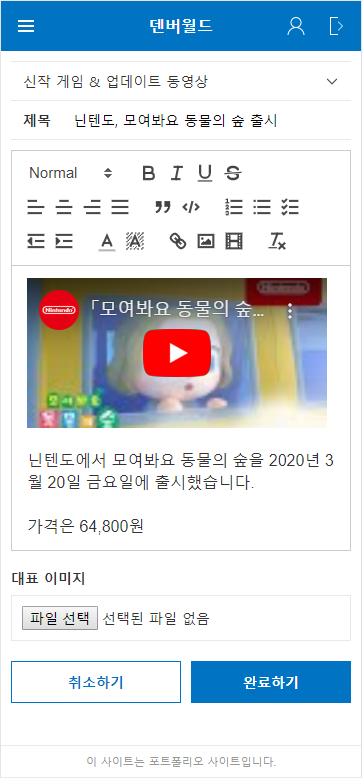 덴버월드
신작 게임 & 업데이트 동영상
제목 닌텐도, 모여봐요 동물의 숲 출시
Normal
Nintendo
「모여봐요 동물의 숲...
닌텐도에서 모여봐요 동물의 숲을 2020년 3
월 20일 금요일에 출시했습니다.
가격은 64,800원
대표 이미지
파일 선택 선택된 파일 없음
취소하기 완료하기
이 사이트는 포트폴리오 사이트입니다.